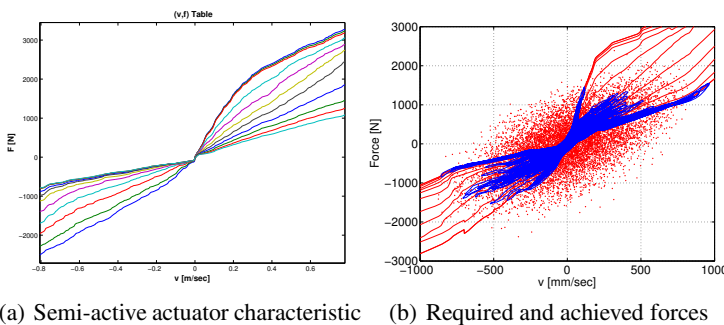 (v,f) Table
F [N]
3000
2000
1000
0
−1000
−2000
−0.8 −0.6 −0.4 −0.2 0 0.2 0.4 0.6
v [m/sec]
Force [N]
3000
2000
1000
0
−1000
−2000
−3000
−1000 −500 0 500 1000
v [mm/sec]
(a) Semi-active actuator characteristic
(b) Required and achieved forces